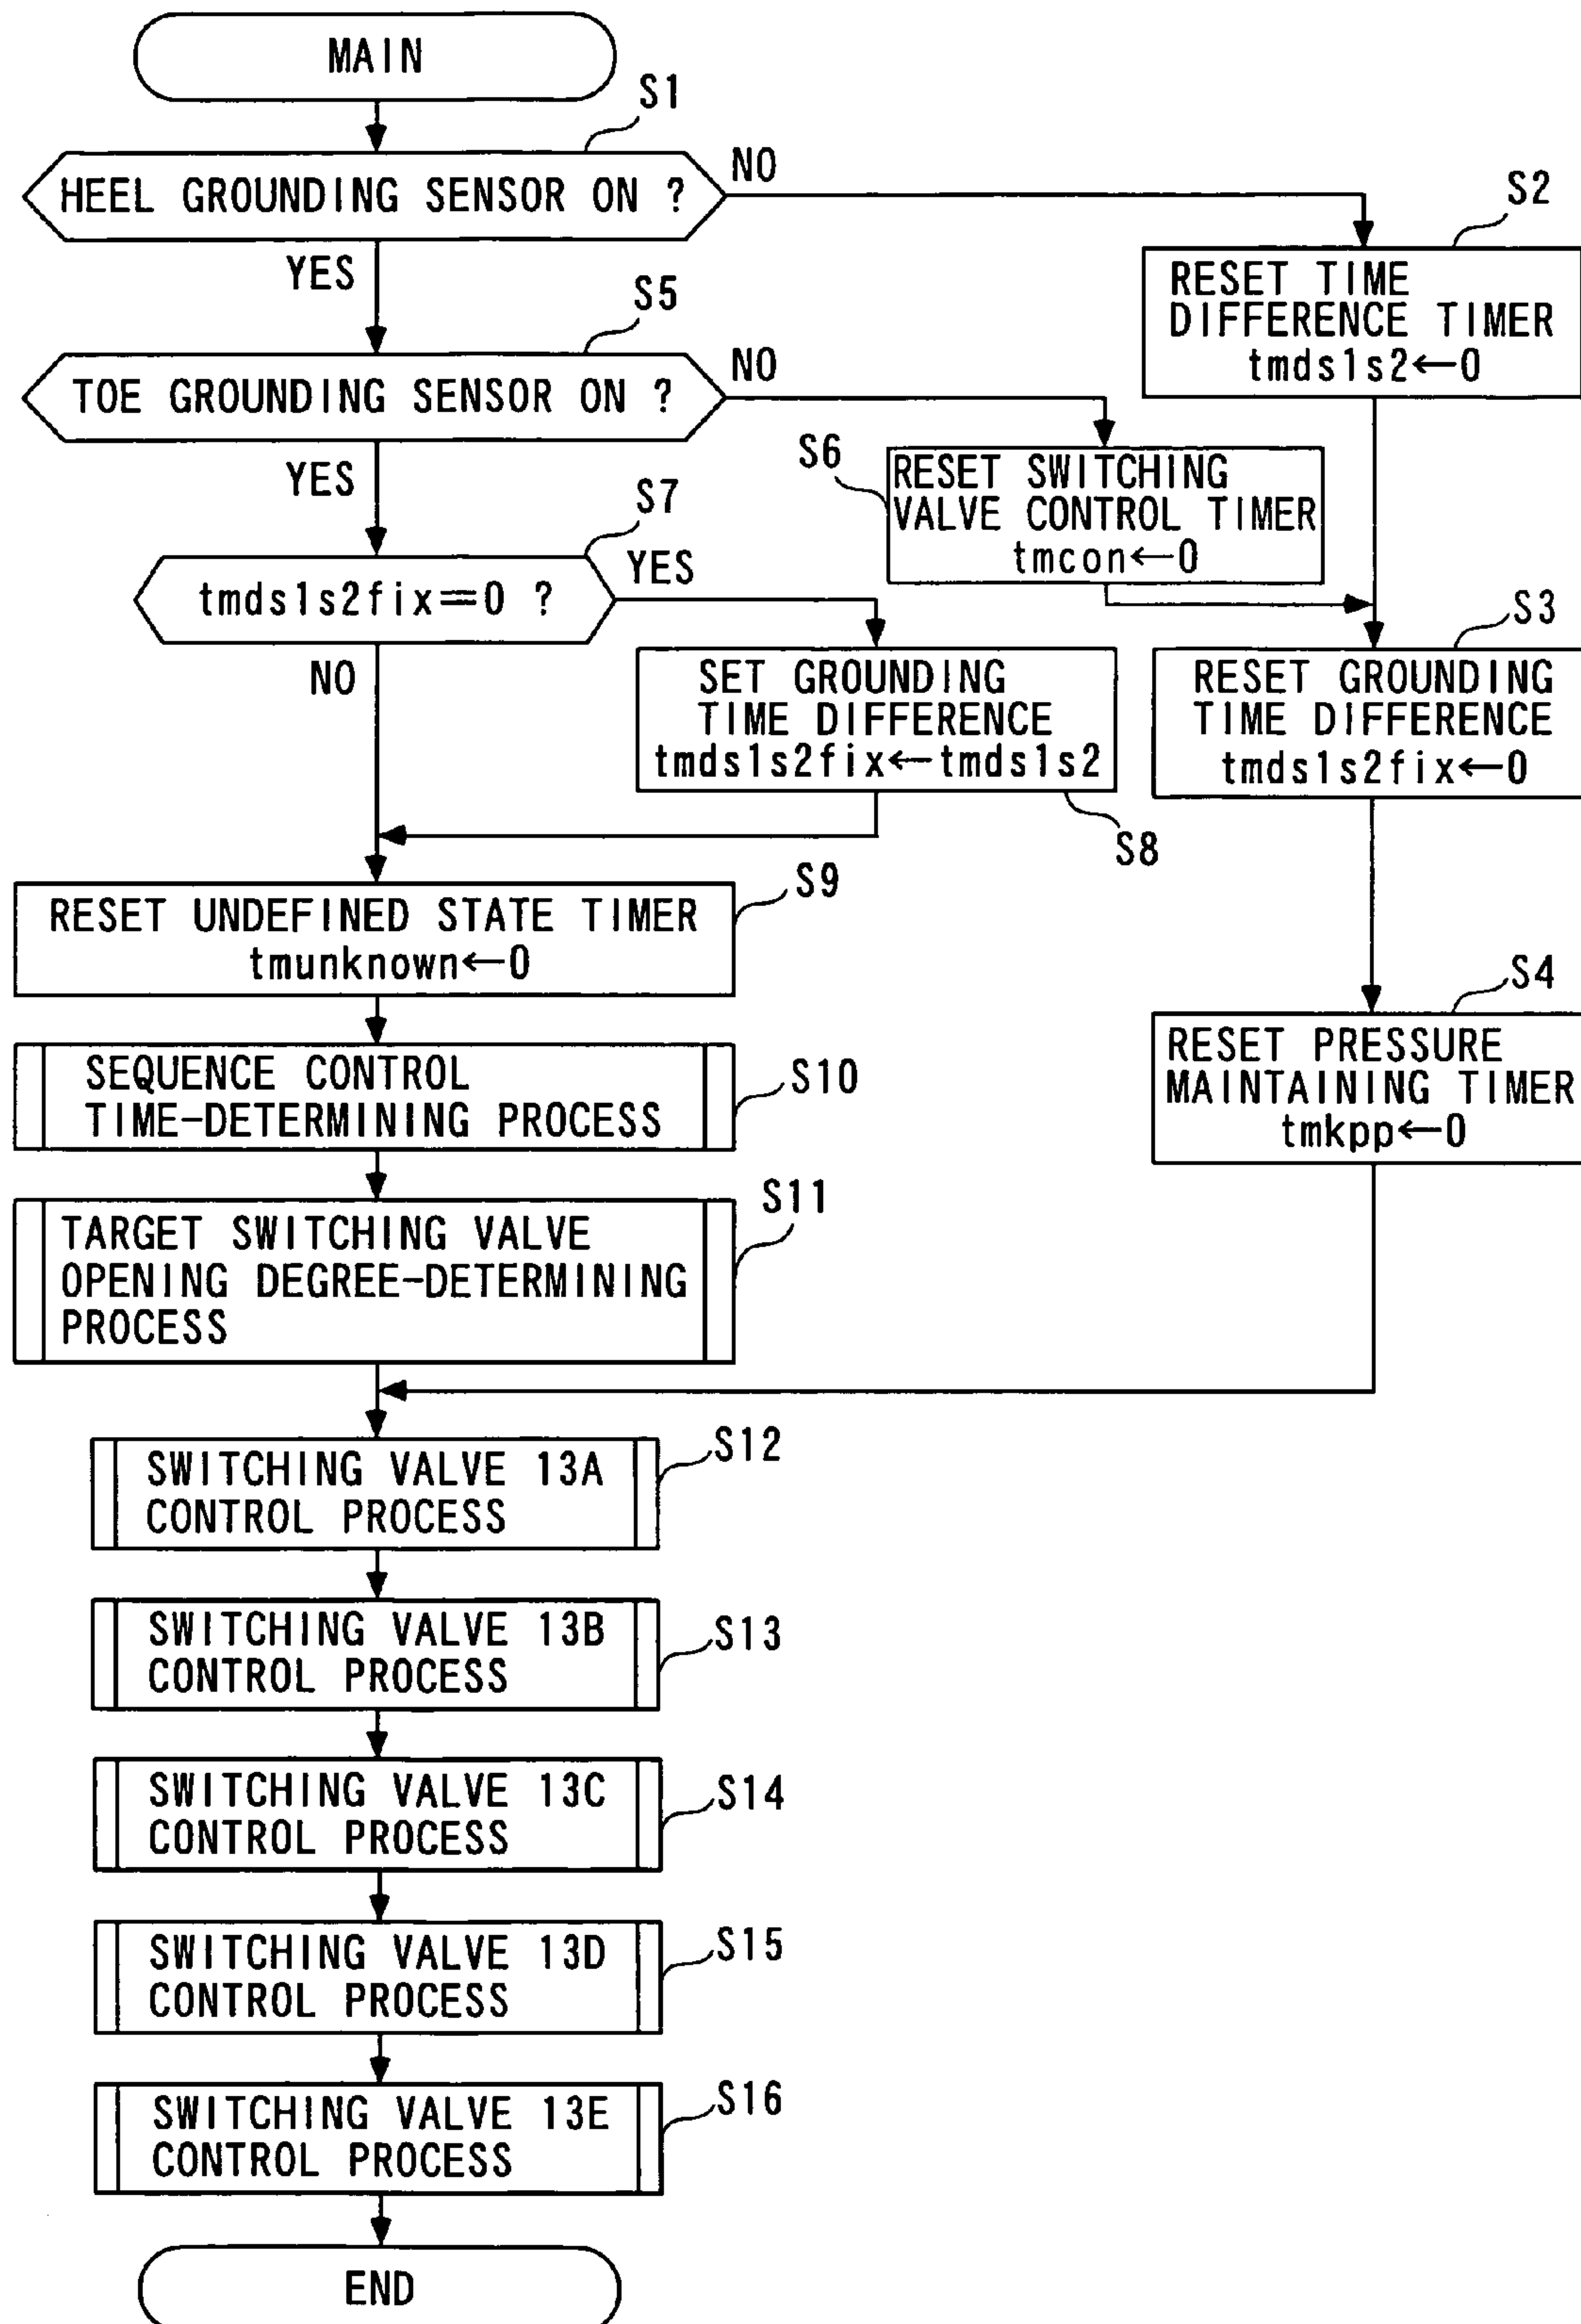 MAIN
S1
HEEL GROUNDING SENSOR ON ?
NO
YES
S2
RESET TIME
DIFFERENCE TIMER
tmds1s2←0
S5
TOE GROUNDING SENSOR ON ?
NO
YES
S6
RESET SWITCHING
VALVE CONTROL TIMER
tmcon←0
S7
tmds1s2fix==0 ?
YES
NO
S8
SET GROUNDING
TIME DIFFERENCE
tmds1s2fix←tmds1s2
S3
RESET GROUNDING
TIME DIFFERENCE
tmds1s2fix←0
S9
RESET UNDEFINED STATE TIMER
tmunknown←0
S4
RESET PRESSURE
MAINTAINING TIMER
tmkpp←0
SEQUENCE CONTROL
TIME-DETERMINING PROCESS
S10
TARGET SWITCHING VALVE
OPENING DEGREE-DETERMINING
PROCESS
S11
SWITCHING VALVE 13A
CONTROL PROCESS
S12
SWITCHING VALVE 13B
CONTROL PROCESS
S13
SWITCHING VALVE 13C
CONTROL PROCESS
S14
SWITCHING VALVE 13D
CONTROL PROCESS
S15
SWITCHING VALVE 13E
CONTROL PROCESS
S16
END